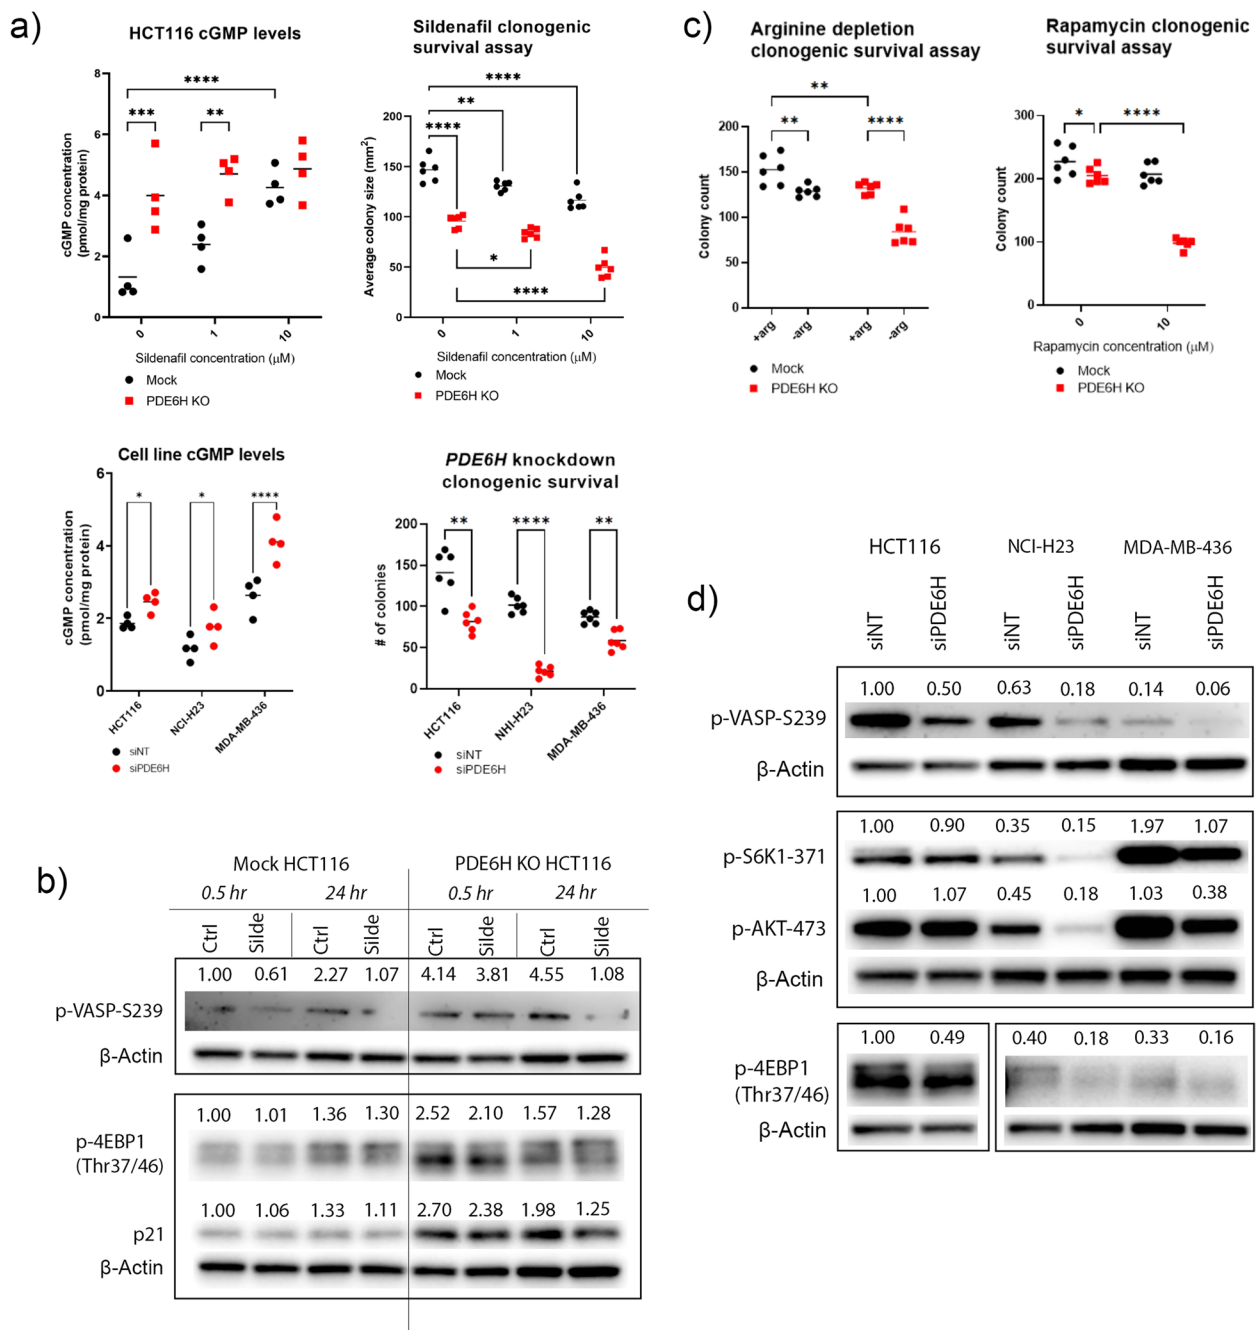 a)
HCT116 cGMP levels
cGMP concentration
(pmol/mg protein)
8
6
4
2
0
****
***
**
0
1
10
Sildenafil concentration (μM)
Mock
PDE6H KO
Sildenafil clonogenic
survival assay
Average colony size (mm²)
200
150
100
50
0
****
**
****
*
****
0
1
10
Sildenafil concentration (μM)
Mock
PDE6H KO
Cell line cGMP levels
cGMP concentration
(pmol/mg protein)
6
4
2
0
*
*
****
HCT116
NCI-H23
MDA-MB-436
siNT
siPDE6H
PDE6H knockdown
clonogenic survival
# of colonies
200
150
100
50
0
**
****
**
HCT116
NHI-H23
MDA-MB-436
siNT
siPDE6H
c)
Arginine depletion
clonogenic survival assay
Colony count
200
150
100
50
0
**
**
****
+arg
-arg
+arg
-arg
Mock
PDE6H KO
Rapamycin clonogenic
survival assay
Colony count
300
200
100
0
*
****
0
10
Rapamycin concentration (μM)
Mock
PDE6H KO
b)
Mock HCT116 PDE6H KO HCT116
0.5 hr 24 hr 0.5 hr 24 hr
Ctrl Silde Ctrl Silde Ctrl Silde Ctrl Silde
1.00 0.61 2.27 1.07 4.14 3.81 4.55 1.08
p-VASP-S239
β-Actin
1.00 1.01 1.36 1.30 2.52 2.10 1.57 1.28
p-4EBP1
(Thr37/46)
1.00 1.06 1.33 1.11 2.70 2.38 1.98 1.25
p21
β-Actin
d)
HCT116 NCI-H23 MDA-MB-436
siNT siPDE6H siNT siPDE6H siNT siPDE6H
1.00 0.50 0.63 0.18 0.14 0.06
p-VASP-S239
β-Actin
1.00 0.90 0.35 0.15 1.97 1.07
p-S6K1-371
1.00 1.07 0.45 0.18 1.03 0.38
p-AKT-473
β-Actin
1.00 0.49 0.40 0.18 0.33 0.16
p-4EBP1
(Thr37/46)
β-Actin